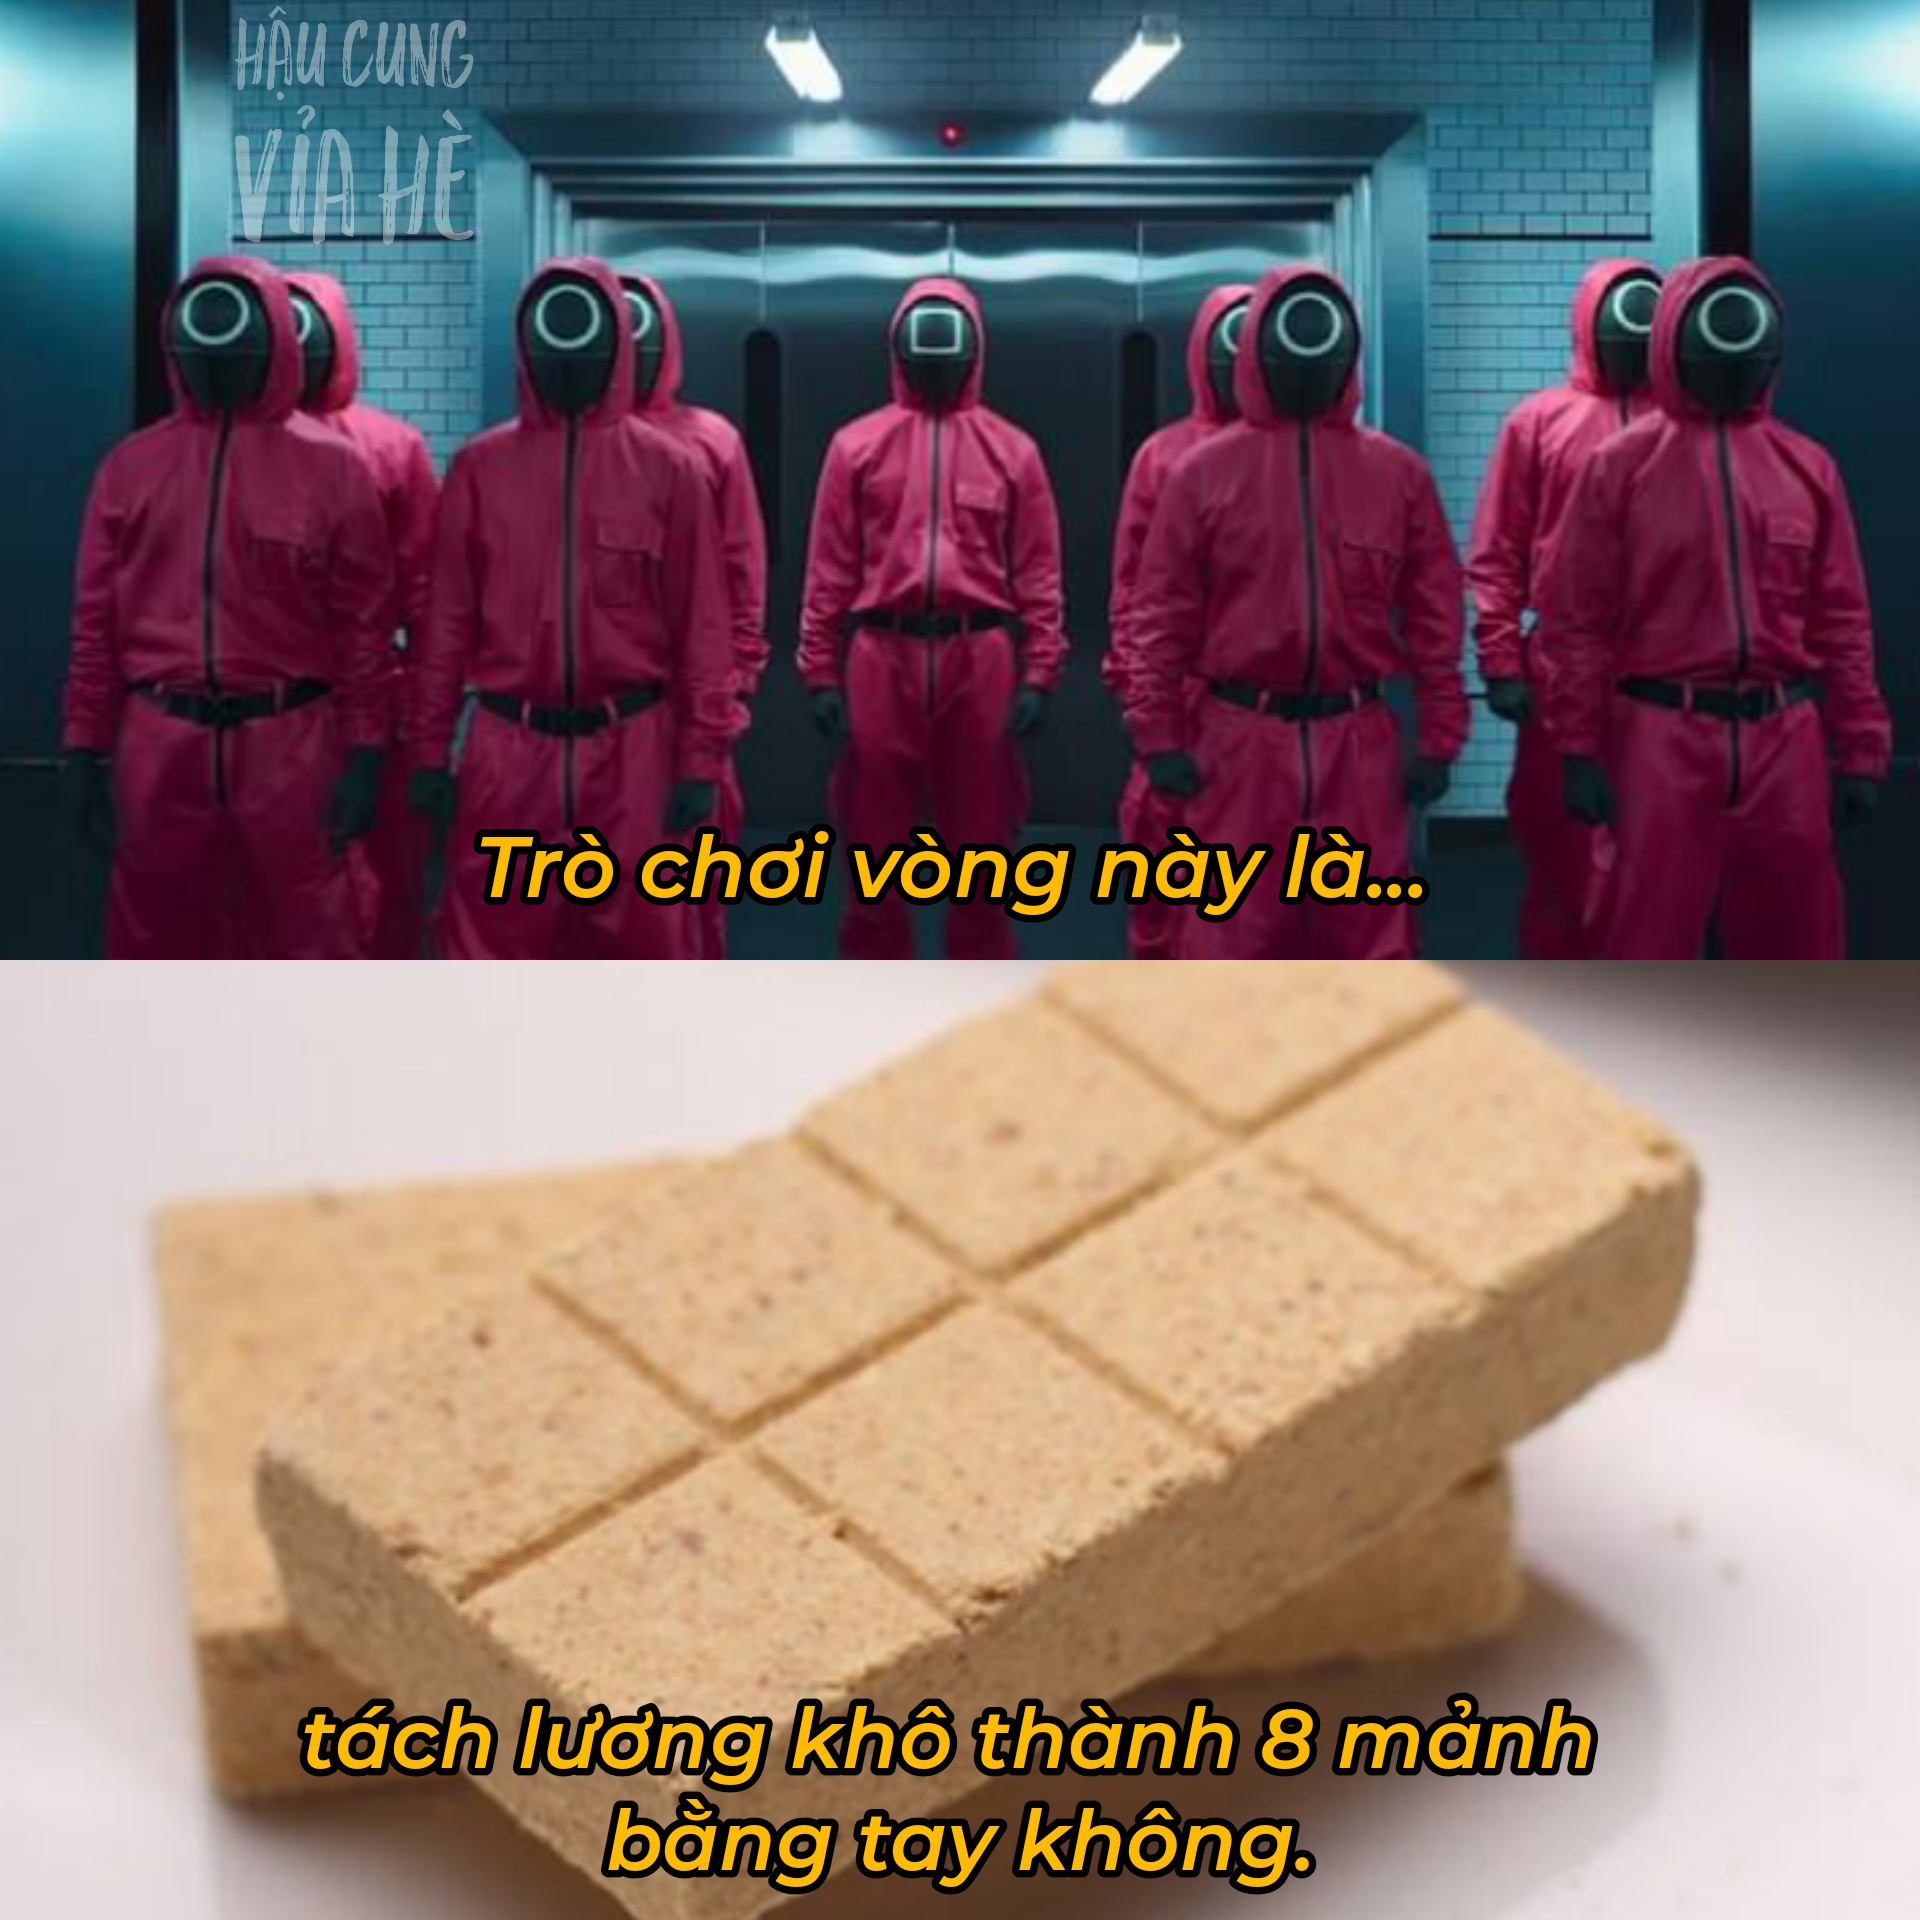 HẬU CUNG
VỈA HÈ
Trò chơi vòng này là...
tách lương khô thành 8 mảnh
bằng tay không.